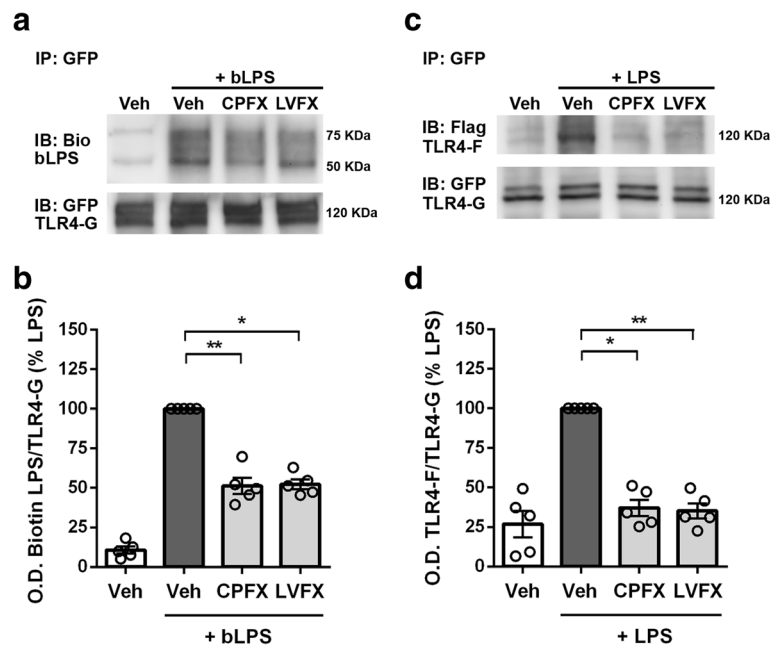 a
IP: GFP
+ bLPS
Veh Veh CPFX LVFX
IB: Bio
bLPS
75 KDa
50 KDa
IB: GFP
TLR4-G
120 KDa
c
IP: GFP
+ LPS
Veh Veh CPFX LVFX
IB: Flag
TLR4-F
120 KDa
IB: GFP
TLR4-G
120 KDa
b
O.D. Biotin LPS/TLR4-G (% LPS)
150
125
100
75
50
25
0
*
**
Veh Veh CPFX LVFX
+ bLPS
d
O.D. TLR4-F/TLR4-G (% LPS)
150
125
100
75
50
25
0
**
*
Veh Veh CPFX LVFX
+ LPS